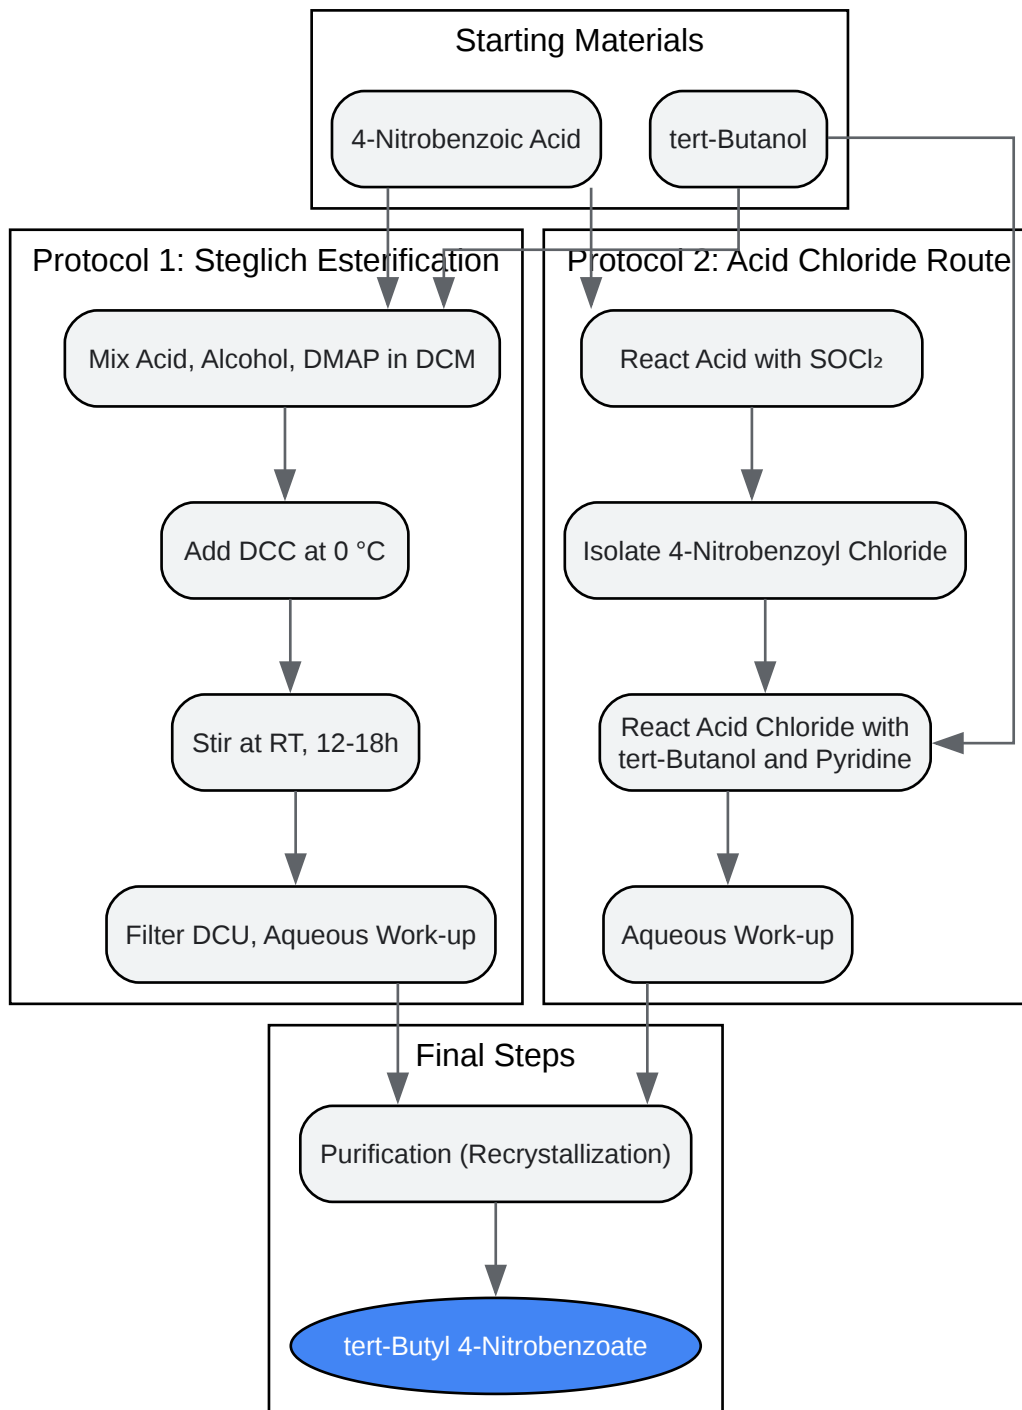 Starting Materials
4-Nitrobenzoic Acid
tert-Butanol
Protocol 1: Steglich Esterification
Mix Acid, Alcohol, DMAP in DCM
Add DCC at 0 °C
Stir at RT, 12-18h
Filter DCU, Aqueous Work-up
Protocol 2: Acid Chloride Route
React Acid with SOCl₂
Isolate 4-Nitrobenzoyl Chloride
React Acid Chloride with
tert-Butanol and Pyridine
Aqueous Work-up
Final Steps
Purification (Recrystallization)
tert-Butyl 4-Nitrobenzoate